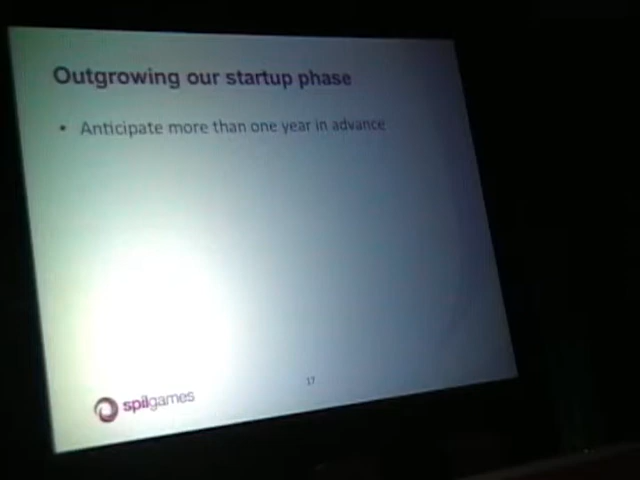 Outgrowing our startup phase
• Anticipate more than one year in advance
17
spilgames